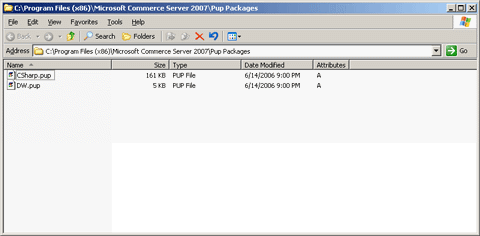 C:\Program Files (x86)\Microsoft Commerce Server 2007\Pup Packages
File Edit View Favorites Tools Help
Back Search Folders
Address C:\Program Files (x86)\Microsoft Commerce Server 2007\Pup Packages Go
Name Size Type Date Modified Attributes
CSharp.pup 161 KB PUP File 6/14/2006 9:00 PM A
DW.pup 5 KB PUP File 6/14/2006 9:00 PM A